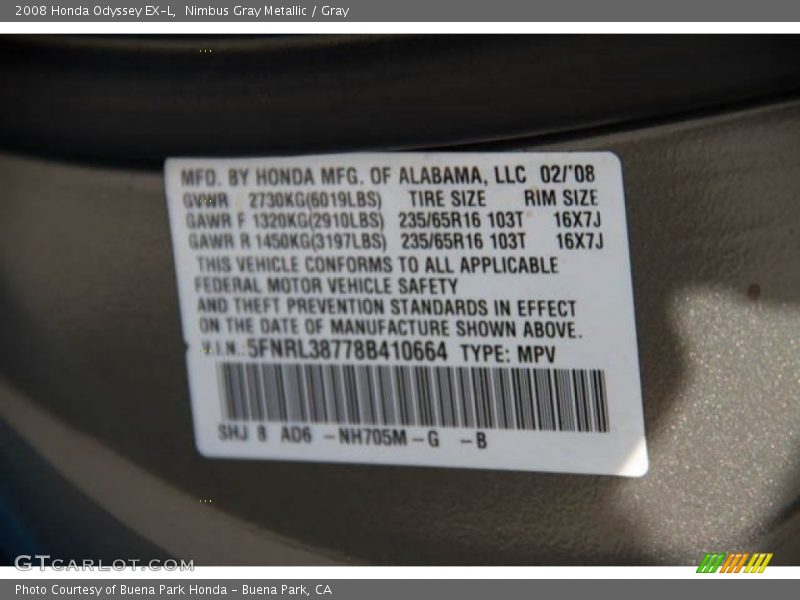 2008 Honda Odyssey EX-L, Nimbus Gray Metallic / Gray
MFD. BY HONDA MFG. OF ALABAMA, LLC 02/'08
GVWR 2730KG(6019LBS) TIRE SIZE RIM SIZE
GAWR F 1320KG(2910LBS) 235/65R16 103T 16X7J
GAWR R 1450KG(3197LBS) 235/65R16 103T 16X7J
THIS VEHICLE CONFORMS TO ALL APPLICABLE
FEDERAL MOTOR VEHICLE SAFETY
AND THEFT PREVENTION STANDARDS IN EFFECT
ON THE DATE OF MANUFACTURE SHOWN ABOVE.
V.I.N.: 5FNRL38778B410664 TYPE: MPV
SHJ 8 AD6 -NH705M-G -B
GTCARLOT.COM
Photo Courtesy of Buena Park Honda - Buena Park, CA